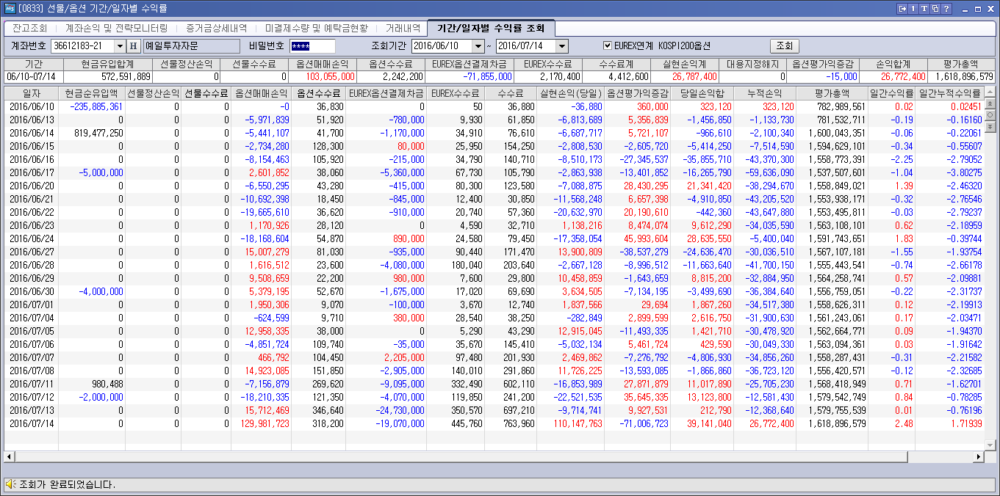 [0833] 선물/옵션 기간/일자별 수익률
잔고조회 계좌손익 및 전략모니터링 증거금상세내역 미결제수량 및 예탁금현황 거래내역 기간/일자별 수익률 조회
계좌번호 36612183-21 H 예일투자자문 비밀번호 **** 조회기간 2016/06/10 ~ 2016/07/14 EUREX연계 KOSPI200옵션 조회
기간 현금유입합계 선물정산손익 선물수수료 옵션매매손익 옵션수수료 EUREX옵션결제차금 EUREX수수료 수수료계 실현손익계 대용지정해지 옵션평가익증감 손익합계 평가총액
06/10~07/14 572,591,889 0 0 103,055,000 2,242,200 -71,855,000 2,170,400 4,412,600 26,787,400 0 -15,000 26,772,400 1,618,896,579
일자 현금순유입액 선물정산손익 선물수수료 옵션매매손익 옵션수수료 EUREX옵션결제차금 EUREX수수료 수수료 실현손익(당일) 옵션평가익증감 당일손익합 누적손익 평가총액 일간수익률 일간누적수익률
2016/06/10 -235,885,361 0 0 -0 36,830 0 50 36,880 -36,880 360,000 323,120 323,120 782,989,561 0.02 0.02451
2016/06/13 0 0 0 -5,971,839 51,920 -780,000 9,930 61,850 -6,813,689 5,356,839 -1,456,850 -1,133,730 781,532,711 -0.19 -0.16160
2016/06/14 819,477,250 0 0 -5,441,107 41,700 -1,170,000 34,910 76,610 -6,687,717 5,721,107 -966,610 -2,100,340 1,600,043,351 -0.06 -0.22061
2016/06/15 0 0 0 -2,734,280 128,300 80,000 25,950 154,250 -2,808,530 -2,605,720 -5,414,250 -7,514,590 1,594,629,101 -0.34 -0.55607
2016/06/16 0 0 0 -8,154,463 105,920 -215,000 34,790 140,710 -8,510,173 -27,345,537 -35,855,710 -43,370,300 1,558,773,391 -2.25 -2.79052
2016/06/17 -5,000,000 0 0 2,601,852 38,060 -5,360,000 67,730 105,790 -2,863,938 -13,401,852 -16,265,790 -59,636,090 1,537,507,601 -1.04 -3.80275
2016/06/20 0 0 0 -6,550,295 43,280 -415,000 80,300 123,580 -7,088,875 28,430,295 21,341,420 -38,294,670 1,558,849,021 1.39 -2.46320
2016/06/21 0 0 0 -10,692,398 18,450 -845,000 12,400 30,850 -11,568,248 6,657,398 -4,910,850 -43,205,520 1,553,938,171 -0.32 -2.76546
2016/06/22 0 0 0 -19,665,610 36,620 -910,000 20,740 57,360 -20,632,970 20,190,610 -442,360 -43,647,880 1,553,495,811 -0.03 -2.79237
2016/06/23 0 0 0 1,170,926 28,120 0 4,590 32,710 1,138,216 8,474,074 9,612,290 -34,035,590 1,563,108,101 0.62 -2.18959
2016/06/24 0 0 0 -18,168,604 54,870 890,000 24,580 79,450 -17,358,054 45,993,604 28,635,550 -5,400,040 1,591,743,651 1.83 -0.39744
2016/06/27 0 0 0 15,007,279 81,030 -935,000 90,440 171,470 13,900,809 -38,537,279 -24,636,470 -30,036,510 1,567,107,181 -1.55 -1.93754
2016/06/28 0 0 0 1,616,512 23,600 -4,080,000 180,040 203,640 -2,667,128 -8,996,512 -11,663,640 -41,700,150 1,555,443,541 -0.74 -2.66178
2016/06/29 0 0 0 9,508,659 22,200 980,000 7,600 29,800 10,458,859 -1,643,659 8,815,200 -32,884,950 1,564,258,741 0.57 -2.09881
2016/06/30 -4,000,000 0 0 5,379,195 52,670 -1,675,000 17,020 69,690 3,634,505 -7,134,195 -3,499,690 -36,384,640 1,556,759,051 -0.22 -2.31737
2016/07/01 0 0 0 1,950,306 9,070 -100,000 3,670 12,740 1,837,566 29,694 1,867,260 -34,517,380 1,558,626,311 0.12 -2.19913
2016/07/04 0 0 0 -624,599 9,710 380,000 28,540 38,250 -282,849 2,899,599 2,616,750 -31,900,630 1,561,243,061 0.17 -2.03471
2016/07/05 0 0 0 12,958,335 38,000 0 5,290 43,290 12,915,045 -11,493,335 1,421,710 -30,478,920 1,562,664,771 0.09 -1.94370
2016/07/06 0 0 0 -4,851,724 109,740 -35,000 35,670 145,410 -5,032,134 5,461,724 429,590 -30,049,330 1,563,094,361 0.03 -1.91642
2016/07/07 0 0 0 466,792 104,450 2,205,000 97,480 201,930 2,469,862 -7,276,792 -4,806,930 -34,856,260 1,558,287,431 -0.31 -2.21582
2016/07/08 0 0 0 14,923,085 151,850 -2,905,000 140,010 291,860 11,726,225 -13,593,085 -1,866,860 -36,723,120 1,556,420,571 -0.12 -2.32685
2016/07/11 980,488 0 0 -7,156,879 269,620 -9,095,000 332,490 602,110 -16,853,989 27,871,879 11,017,890 -25,705,230 1,568,418,949 0.71 -1.62701
2016/07/12 -2,000,000 0 0 -18,210,335 121,350 -4,070,000 119,850 241,200 -22,521,535 35,645,335 13,123,800 -12,581,430 1,579,542,749 0.84 -0.78285
2016/07/13 0 0 0 15,712,469 346,640 -24,730,000 350,570 697,210 -9,714,741 9,927,531 212,790 -12,368,640 1,579,755,539 0.01 -0.76196
2016/07/14 0 0 0 129,981,723 318,200 -19,070,000 445,760 763,960 110,147,763 -71,006,723 39,141,040 26,772,400 1,618,896,579 2.48 1.71939
조회가 완료되었습니다.